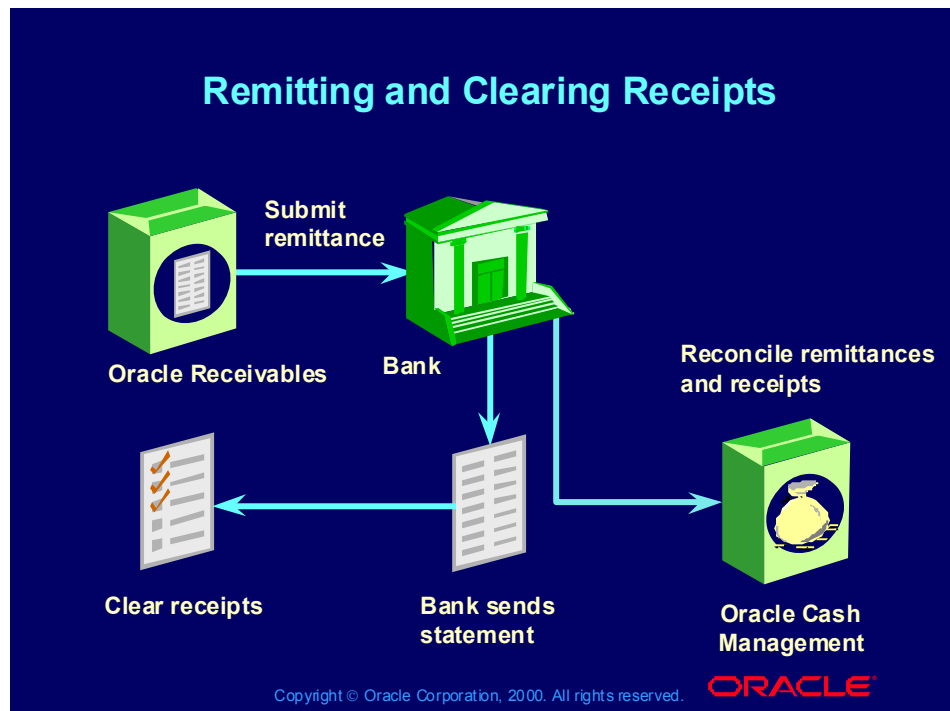 Remitting and Clearing Receipts
Submit
remittance
Oracle Receivables
Bank
Reconcile remittances
and receipts
Clear receipts
Bank sends
statement
Oracle Cash
Management
Copyright © Oracle Corporation, 2000. All rights reserved.
ORACLE®